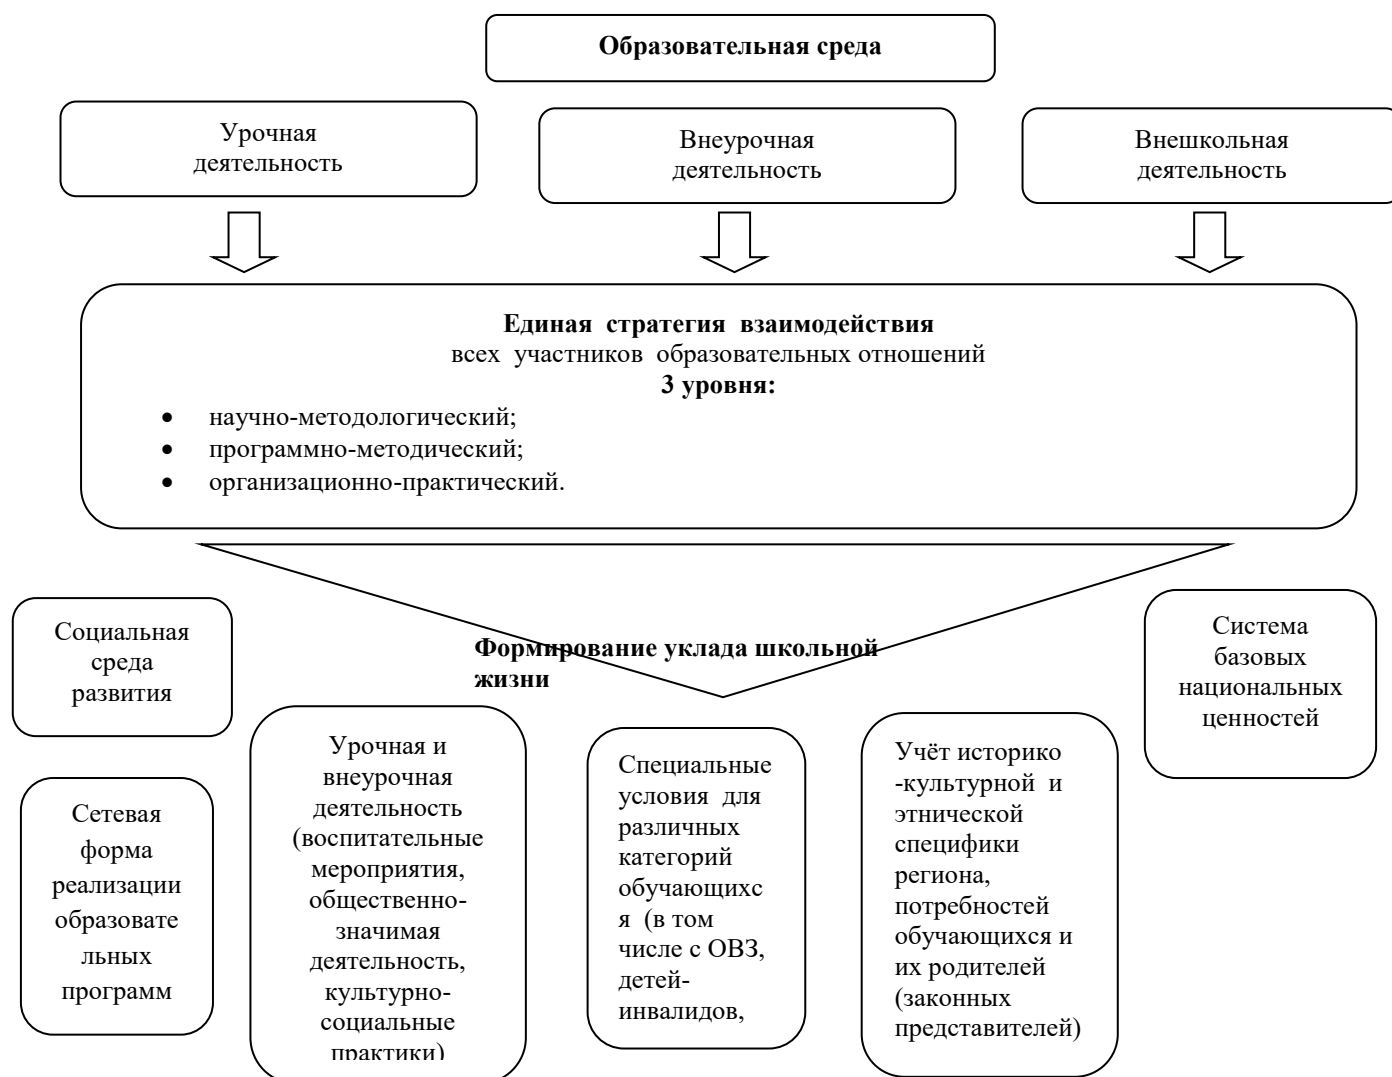 Образовательная среда
Урочная
деятельность
Внеурочная
деятельность
Внешкольная
деятельность
Единая стратегия взаимодействия
всех участников образовательных отношений
3 уровня:
• научно-методологический;
• программно-методический;
• организационно-практический.
Социальная
среда
развития
Формирование уклада школьной
жизни
Система
базовых
национальных
ценностей
Сетевая
форма
реализации
образовате
льных
программ
Урочная и
внеурочная
деятельность
(воспитательные
мероприятия,
общественно-
значимая
деятельность,
культурно-
социальные
практики)
Специальные
условия для
различных
категорий
обучающихс
я (в том
числе с ОВЗ,
детей-
инвалидов,
Учёт историко
-культурной и
этнической
специфики
региона,
потребностей
обучающихся и
их родителей
(законных
представителей)